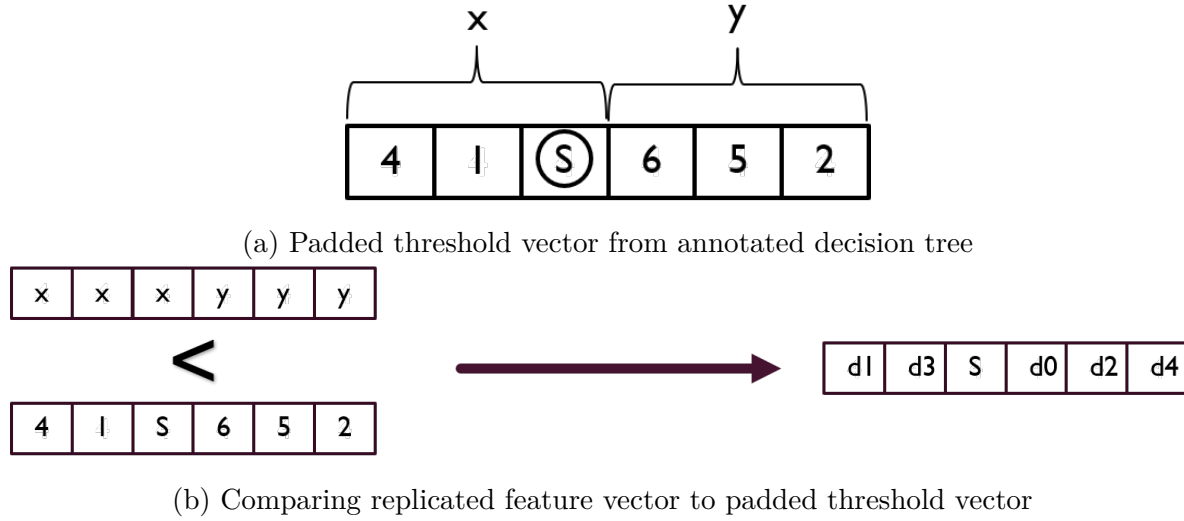 x y
4 1 S 6 5 2
(a) Padded threshold vector from annotated decision tree
x x x y y y
<
d1 d3 S d0 d2 d4
4 1 S 6 5 2
(b) Comparing replicated feature vector to padded threshold vector